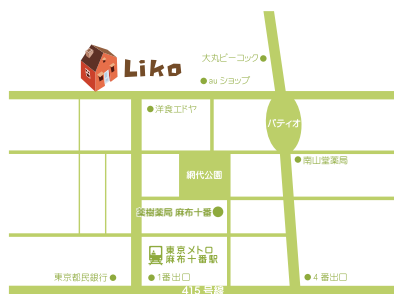 大丸ピーコック
Liko
auショップ
洋食エドヤ
パティオ
南山堂薬局
網代公園
薬樹薬局 麻布十番
東京メトロ
麻布十番駅
東京都民銀行
1番出口
4番出口
415号線